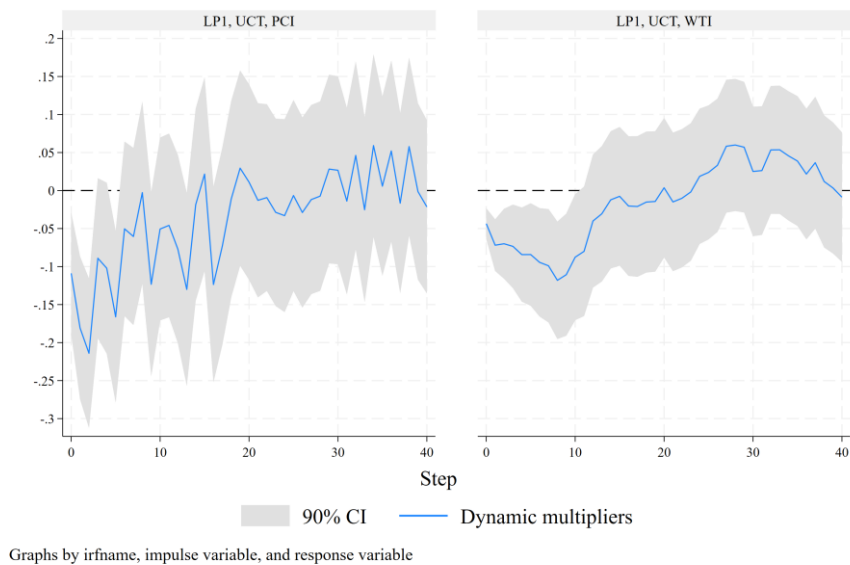 LP1, UCT, PCI
LP1, UCT, WTI
.2
.15
.1
.05
0
-.05
-.1
-.15
-.2
-.25
-.3
0 10 20 30 40
0 10 20 30 40
Step
90% CI
Dynamic multipliers
Graphs by irfname, impulse variable, and response variable